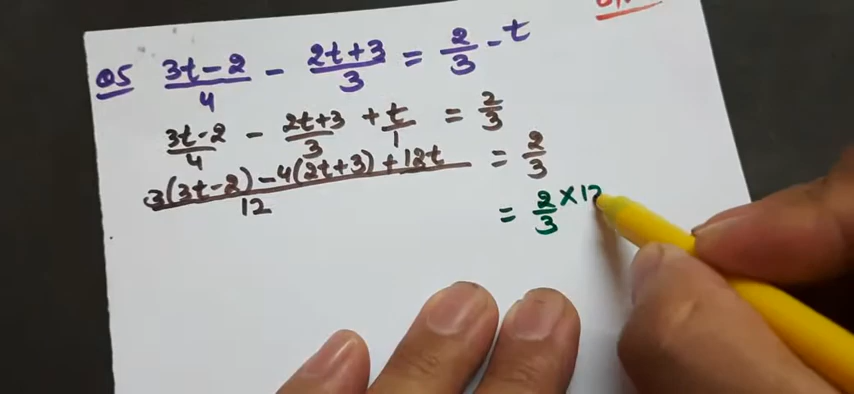 Q5 (3t-2)/4 - (2t+3)/3 = 2/3 - t
(3t-2)/4 - (2t+3)/3 + t/1 = 2/3
(3(3t-2) - 4(2t+3) + 12t)/12 = 2/3
= 2/3 × 12